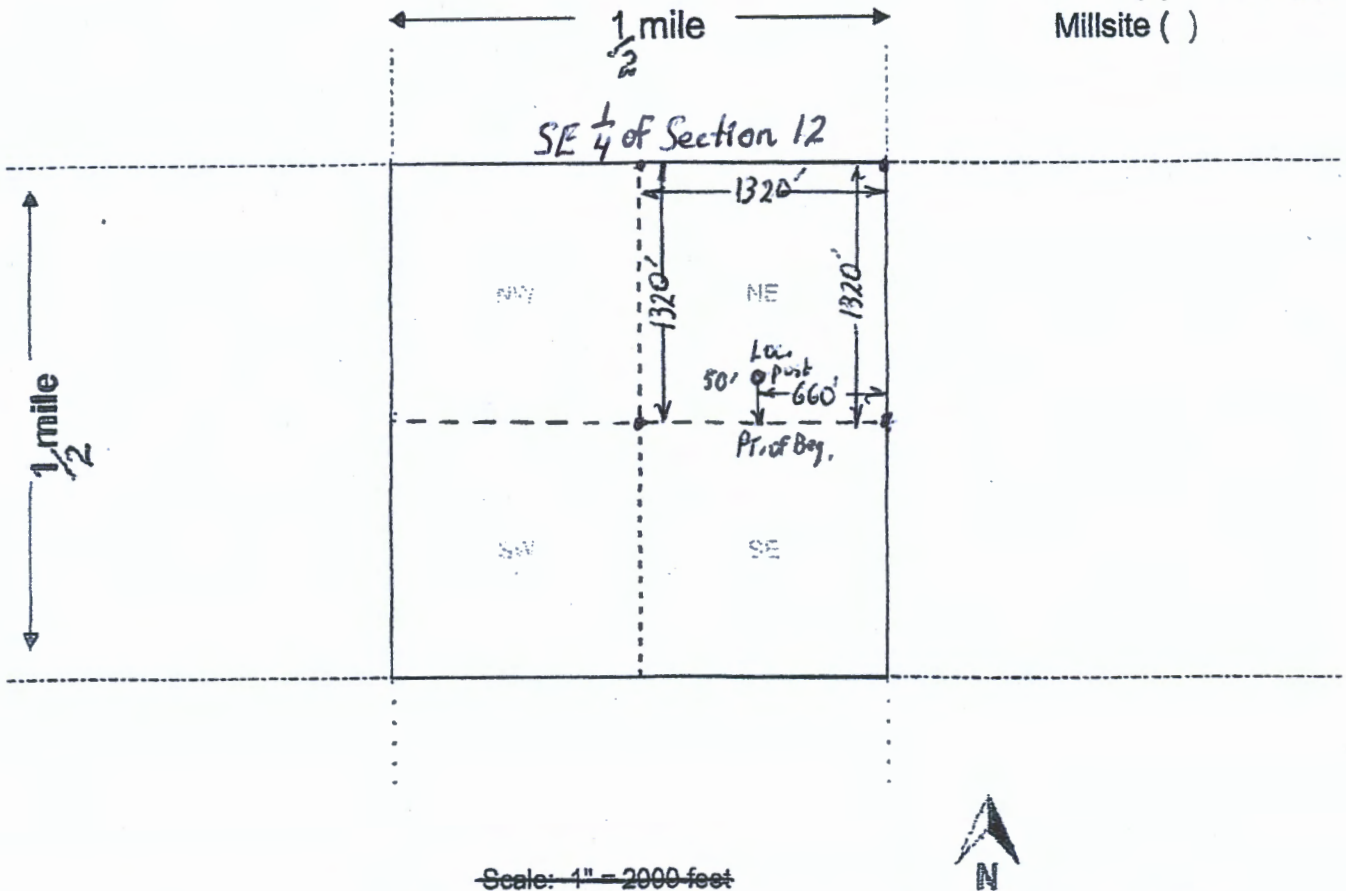 1 mile
/2
Millsite ( )
SE 1/4 of Section 12
1320'
1320'
1320'
NW
NE
Loc.
post
50'
660'
Pt. of Beg.
1 mile
/2
SW
SE
Scale: 1" = 2000 feet
N